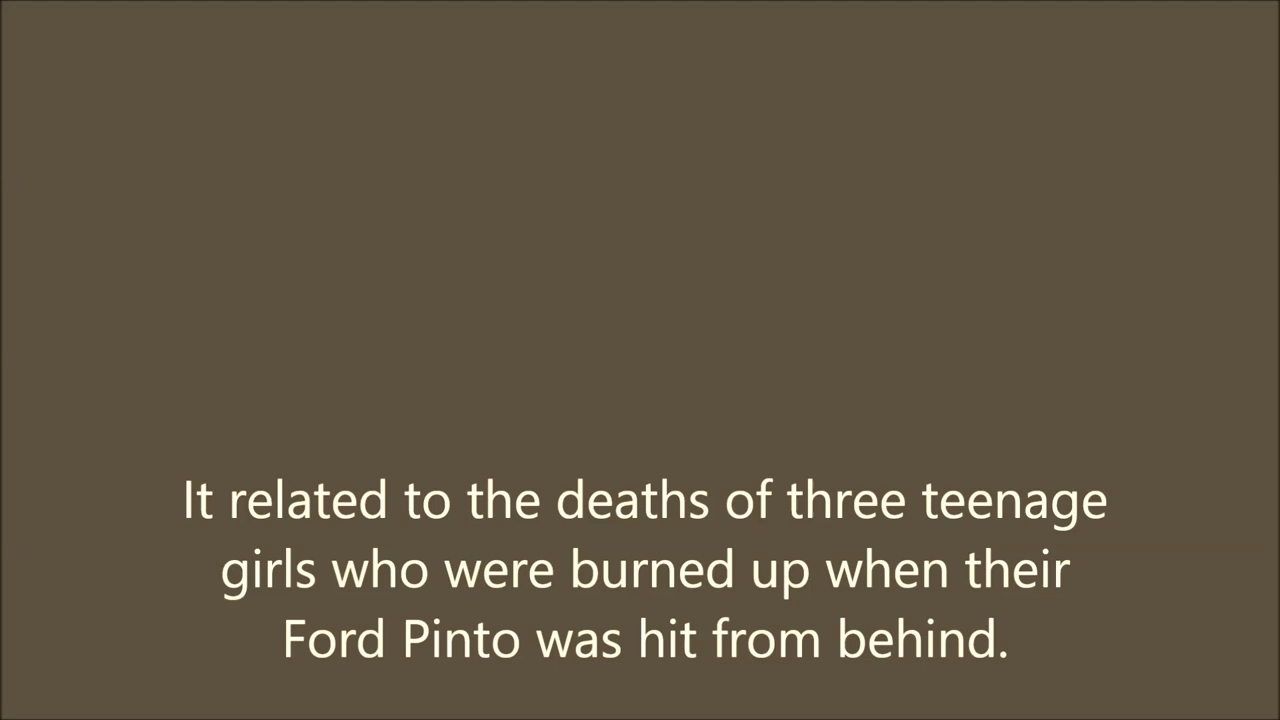 It related to the deaths of three teenage
girls who were burned up when their
Ford Pinto was hit from behind.